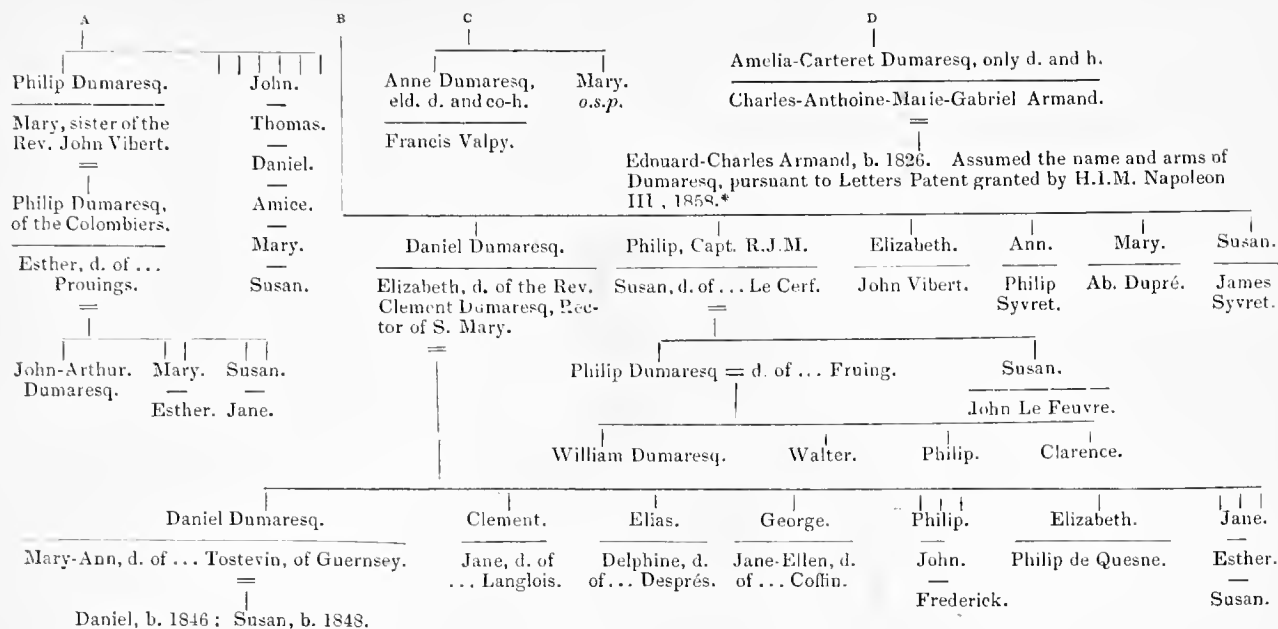 A
B
C
D
Philip Dumaresq.
Mary, sister of the
Rev. John Vibert.
Philip Dumaresq,
of the Colombiers.
Esther, d. of ...
Prouings.
John-Arthur.
Dumaresq.
Mary.
—
Esther.
Susan.
—
Jane.
John.
—
Thomas.
—
Daniel.
—
Amice.
—
Mary.
—
Susan.
Anne Dumaresq,
eld. d. and co-h.
Francis Valpy.
Mary.
o.s.p.
Amelia-Carteret Dumaresq, only d. and h.
Charles-Anthoine-Marie-Gabriel Armand.
=
Edouard-Charles Armand, b. 1826. Assumed the name and arms of
Dumaresq, pursuant to Letters Patent granted by H.I.M. Napoleon
III, 1858.*
Daniel Dumaresq.
Elizabeth, d. of the Rev.
Clement Dumaresq, Rec-
tor of S. Mary.
=
Philip, Capt. R.J.M.
Susan, d. of ... Le Cerf.
=
Elizabeth.
John Vibert.
Ann.
Philip
Syvret.
Mary.
Ab. Dupré.
Susan.
James
Syvret.
Philip Dumaresq = d. of ... Fruing.
Susan.
John Le Feuvre.
William Dumaresq.
Walter.
Philip.
Clarence.
Daniel Dumaresq.
Mary-Ann, d. of ... Tostevin, of Guernsey.
=
Daniel, b. 1846; Susan, b. 1848.
Clement.
Jane, d. of
... Langlois.
Elias.
Delphine, d.
of ... Després.
George.
Jane-Ellen, d.
of ... Coffin.
Philip.
—
John.
—
Frederick.
Elizabeth.
Philip de Quesne.
Jane.
—
Esther.
—
Susan.